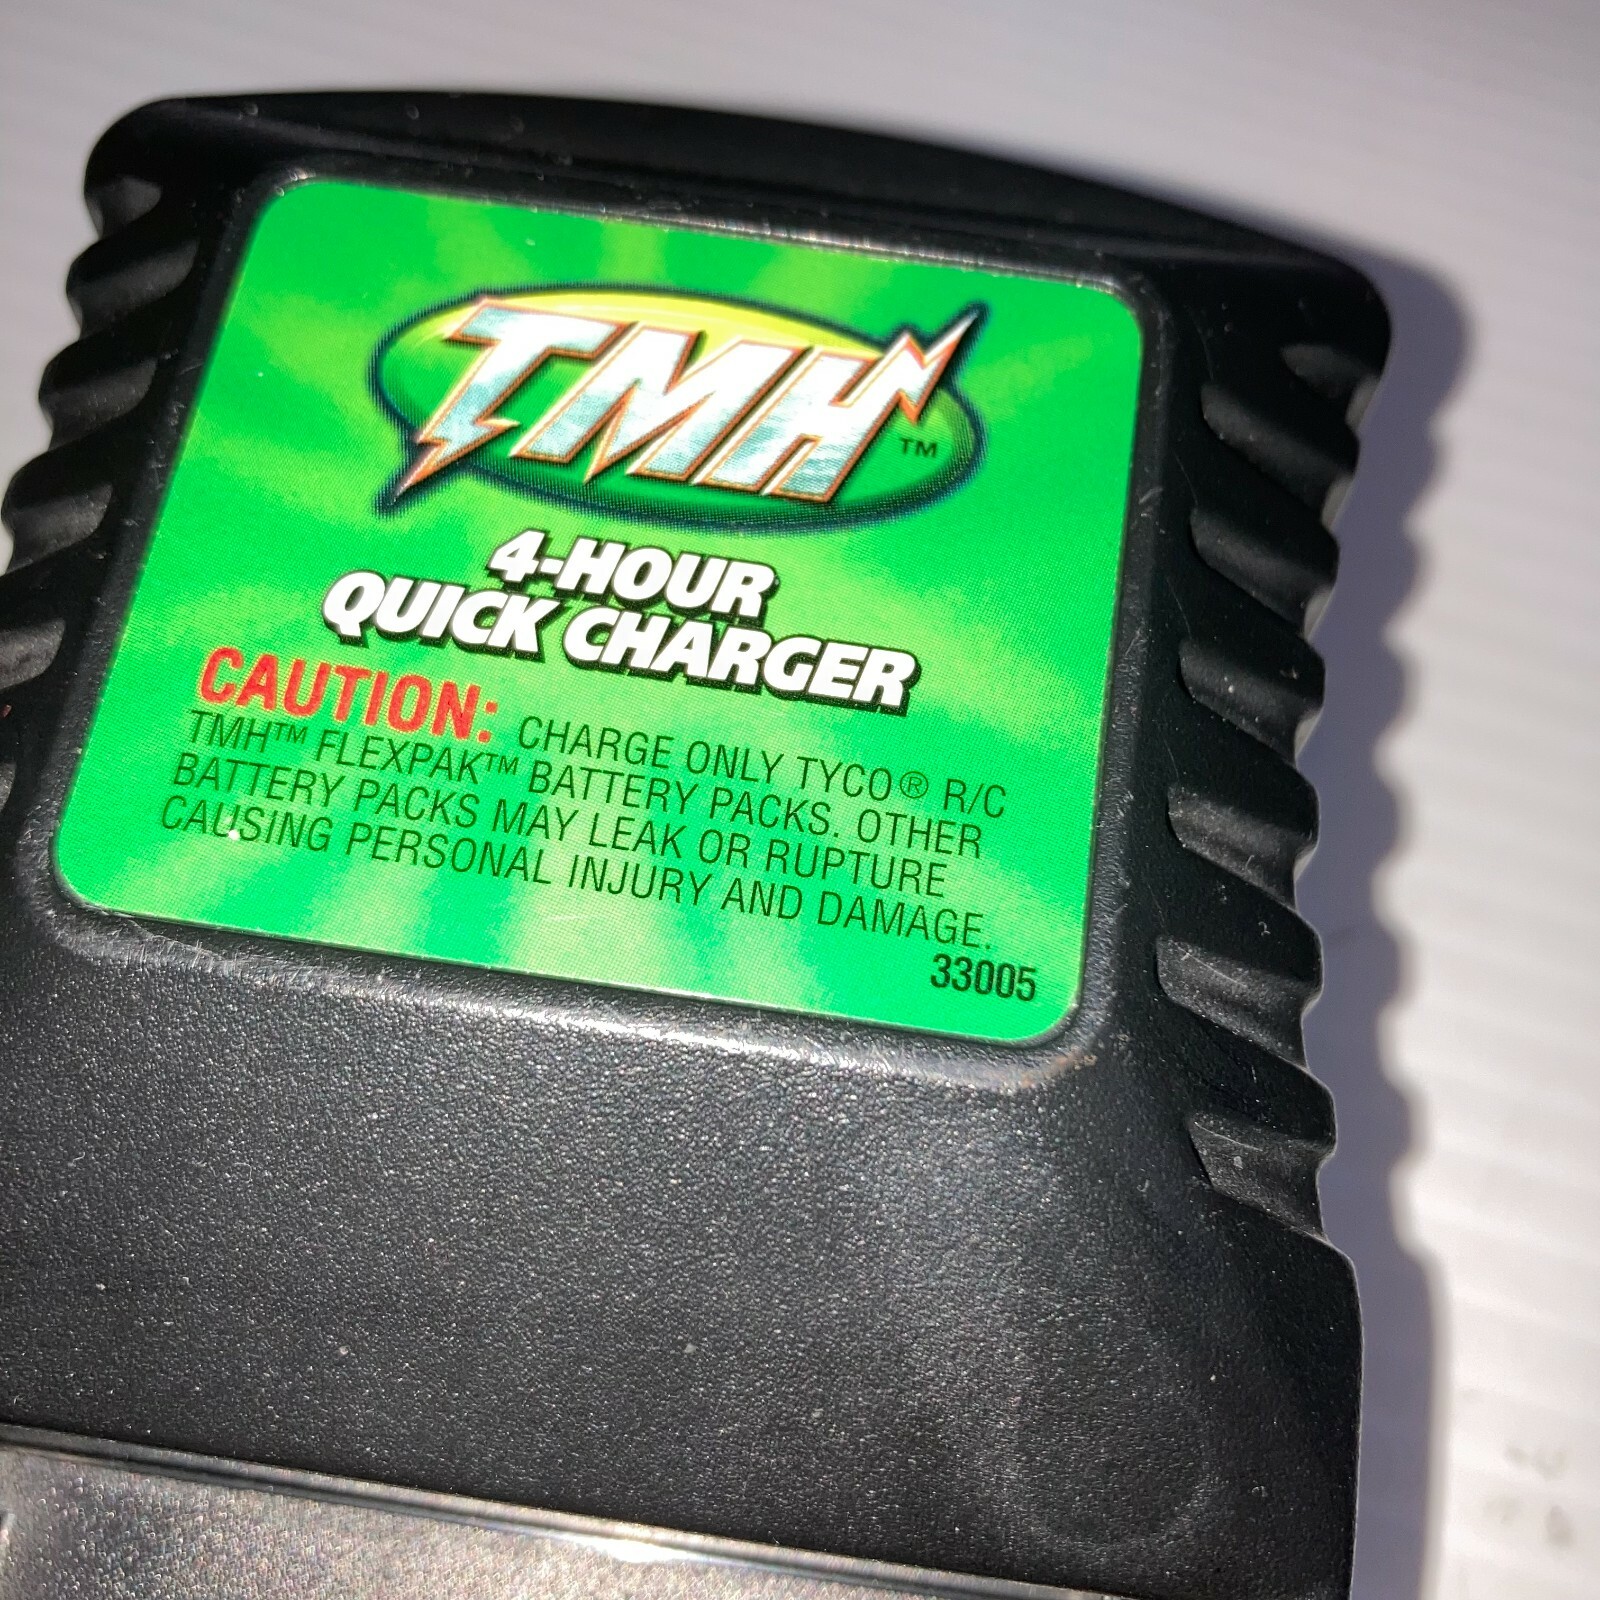 TMH™
4-HOUR
QUICK CHARGER
CAUTION: CHARGE ONLY TYCO® R/C
TMH™ FLEXPAK™ BATTERY PACKS. OTHER
BATTERY PACKS MAY LEAK OR RUPTURE
CAUSING PERSONAL INJURY AND DAMAGE.
33005